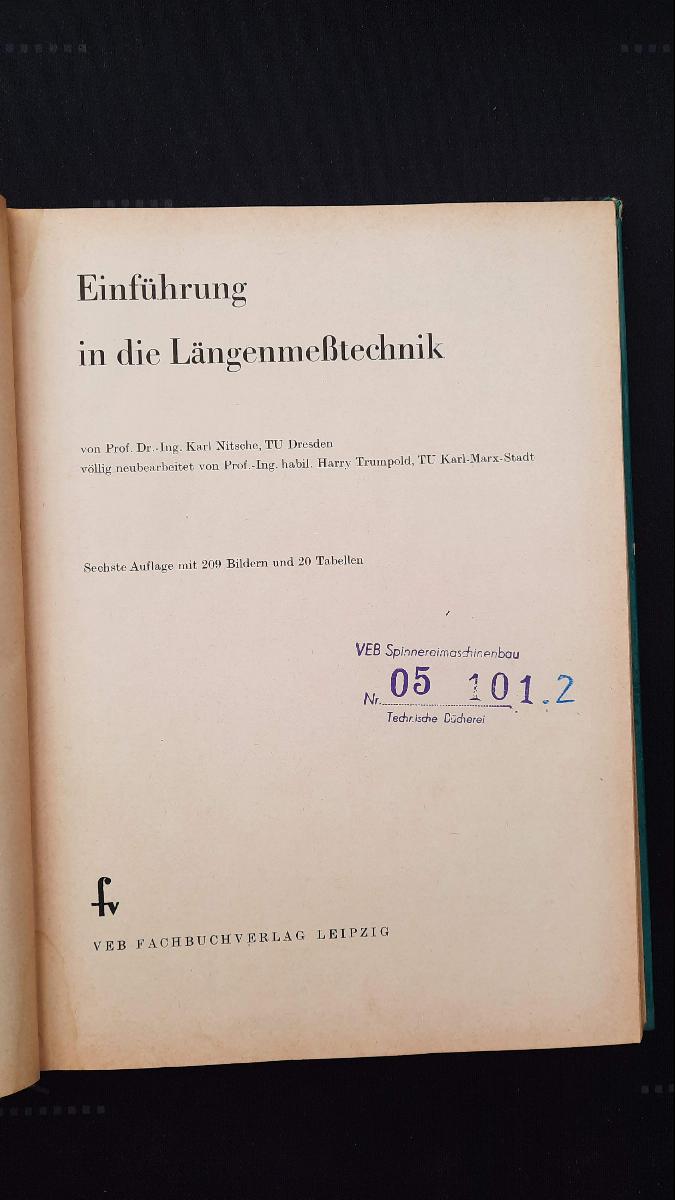 Einführung
in die Längenmeßtechnik
von Prof. Dr.-Ing. Karl Nitsche, TU Dresden
völlig neubearbeitet von Prof.-Ing. habil. Harry Trumpold, TU Karl-Marx-Stadt
Sechste Auflage mit 209 Bildern und 20 Tabellen
VEB Spinnereimaschinenbau
Nr. 05 101.2
Technische Bücherei
fv
VEB FACHBUCHVERLAG LEIPZIG